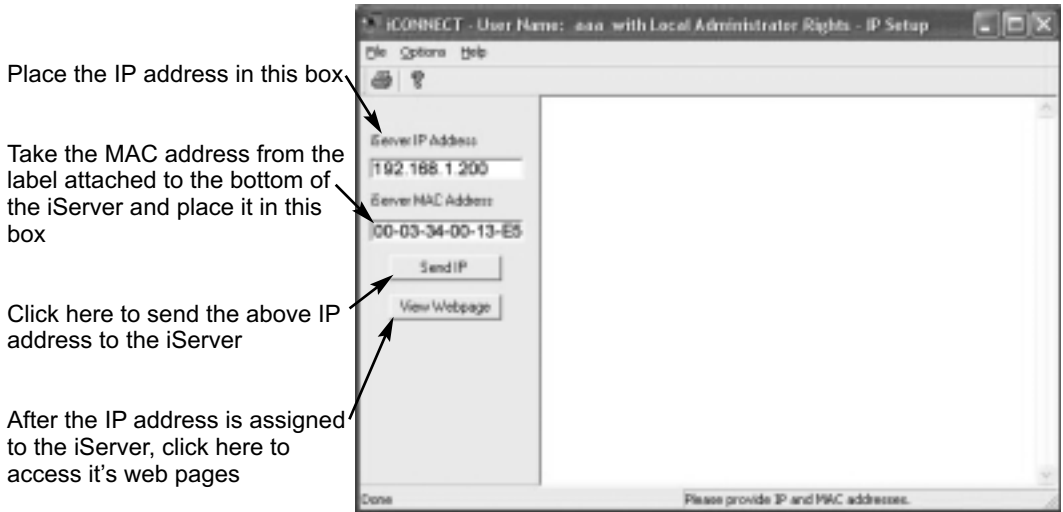 iCONNECT - User Name: aaa with Local Administrator Rights - IP Setup
File Options Help
Place the IP address in this box
iServer IP Address
192.168.1.200
Take the MAC address from the
label attached to the bottom of
the iServer and place it in this
box
iServer MAC Address
00-03-34-00-13-E5
Send IP
Click here to send the above IP
address to the iServer
View Webpage
After the IP address is assigned
to the iServer, click here to
access it's web pages
Done
Please provide IP and MAC addresses.